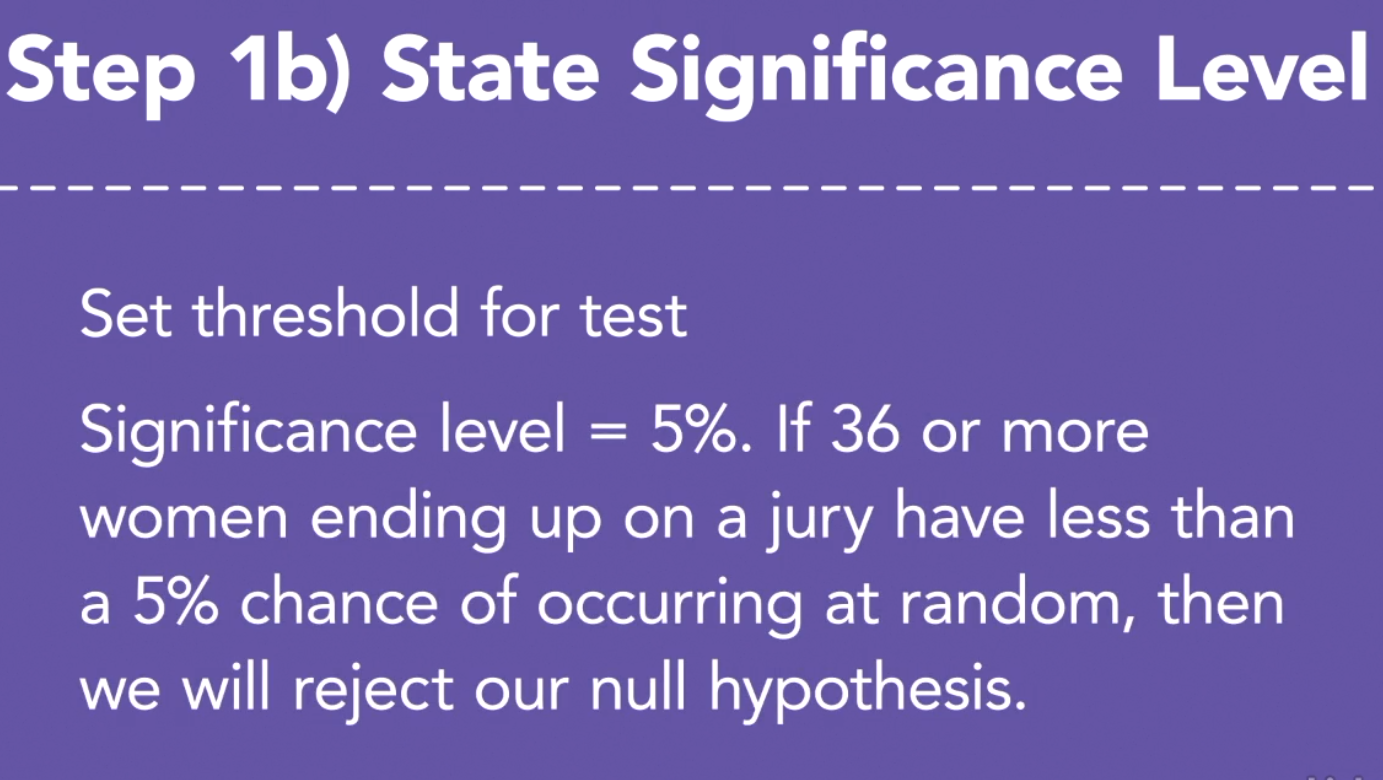 Step 1b) State Significance Level
Set threshold for test
Significance level = 5%. If 36 or more
women ending up on a jury have less than
a 5% chance of occurring at random, then
we will reject our null hypothesis.